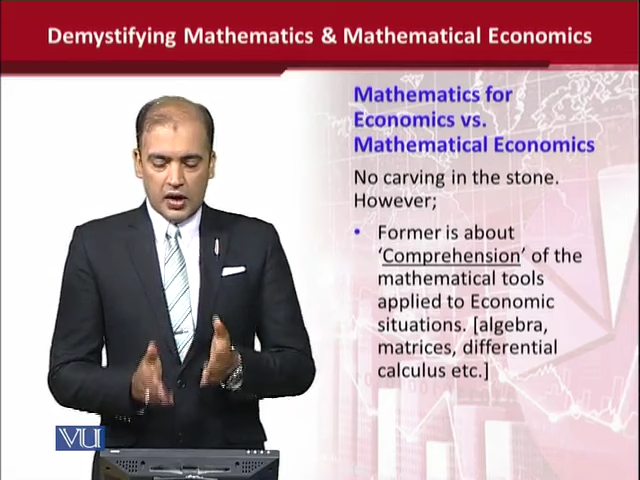 Demystifying Mathematics & Mathematical Economics
Mathematics for
Economics vs.
Mathematical Economics
No carving in the stone.
However;
• Former is about
‘Comprehension’ of the
mathematical tools
applied to Economic
situations. [algebra,
matrices, differential
calculus etc.]
VU